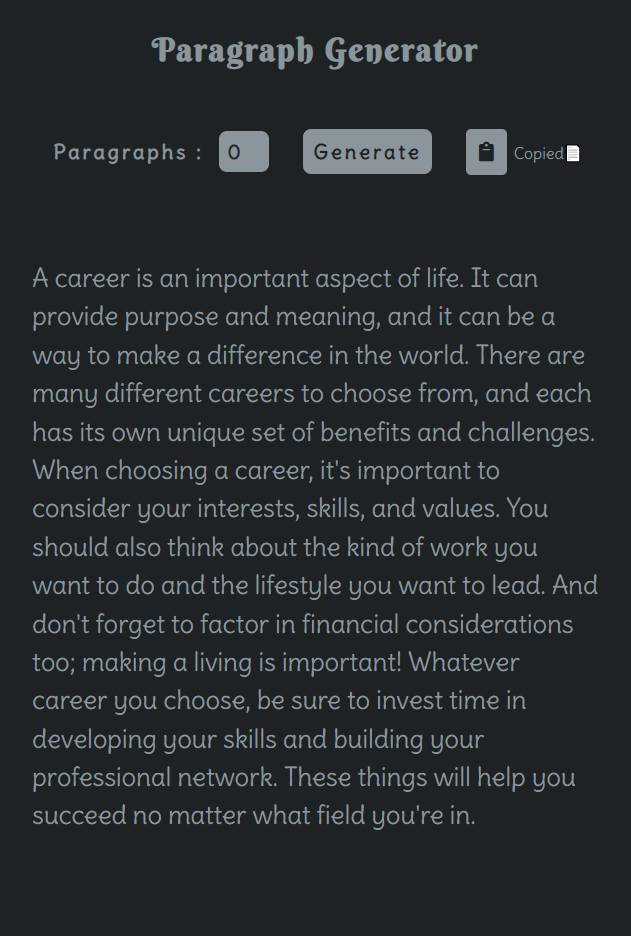 Paragraph Generator
Paragraphs : 0 Generate Copied
A career is an important aspect of life. It can
provide purpose and meaning, and it can be a
way to make a difference in the world. There are
many different careers to choose from, and each
has its own unique set of benefits and challenges.
When choosing a career, it's important to
consider your interests, skills, and values. You
should also think about the kind of work you
want to do and the lifestyle you want to lead. And
don't forget to factor in financial considerations
too; making a living is important! Whatever
career you choose, be sure to invest time in
developing your skills and building your
professional network. These things will help you
succeed no matter what field you're in.